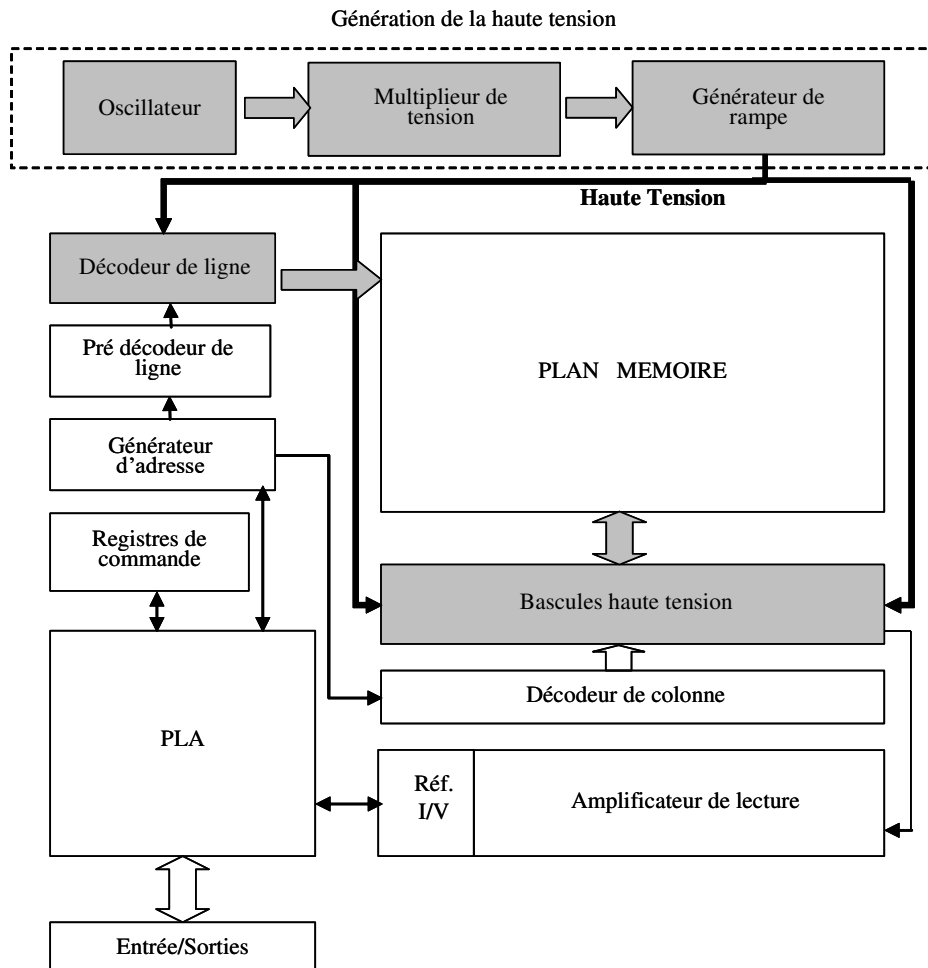 Génération de la haute tension
Oscillateur
Multiplieur de
tension
Générateur de
rampe
Haute Tension
Décodeur de ligne
Pré décodeur de
ligne
PLAN MEMOIRE
Générateur
d'adresse
Registres de
commande
Bascules haute tension
Décodeur de colonne
PLA
Réf.
I/V
Amplificateur de lecture
Entrée/Sorties